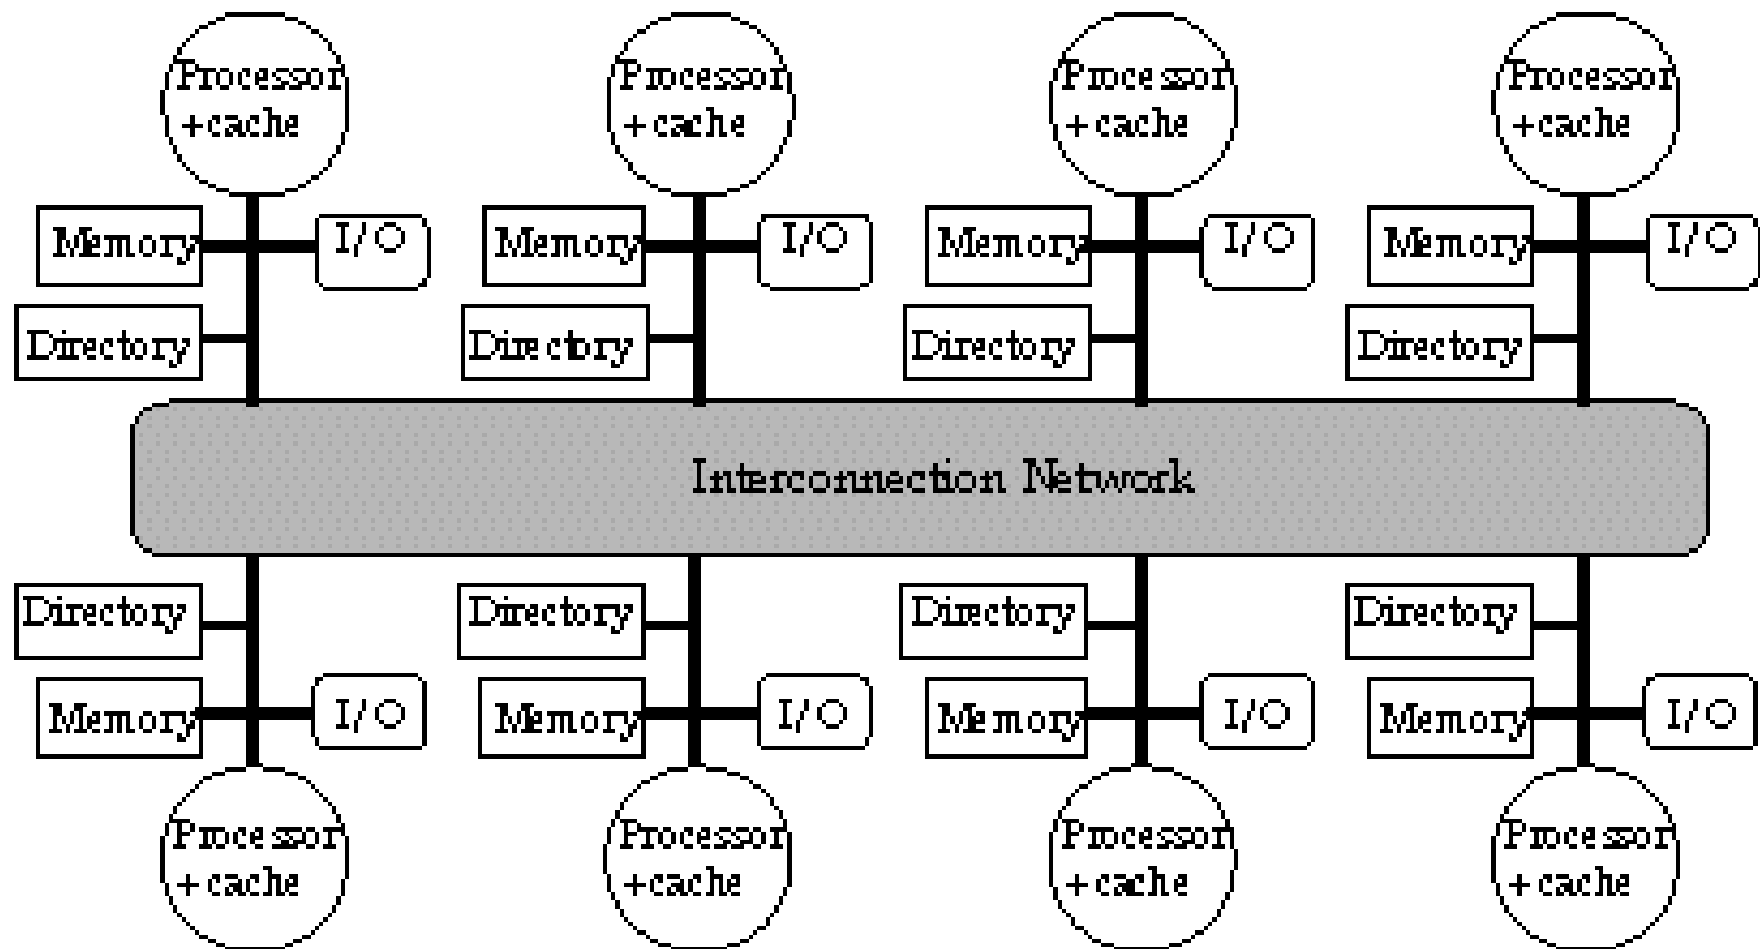 Processor
+cache
Processor
+cache
Processor
+cache
Processor
+cache
Memory
I/O
Memory
I/O
Memory
I/O
Memory
I/O
Directory
Directory
Directory
Directory
Interconnection Network
Directory
Directory
Directory
Directory
Memory
I/O
Memory
I/O
Memory
I/O
Memory
I/O
Processor
+cache
Processor
+cache
Processor
+cache
Processor
+cache